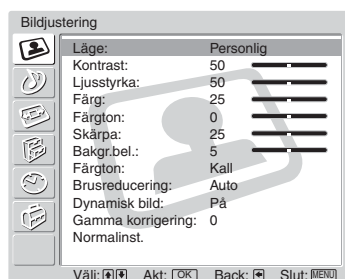 Bildjustering
Läge: Personlig
Kontrast: 50
Ljusstyrka: 50
Färg: 25
Färgton: 0
Skärpa: 25
Bakgr.bel.: 5
Färgton: Kall
Brusreducering: Auto
Dynamisk bild: På
Gamma korrigering: 0
Normalinst.
Välj: Akt: OK Back: Slut: MENU